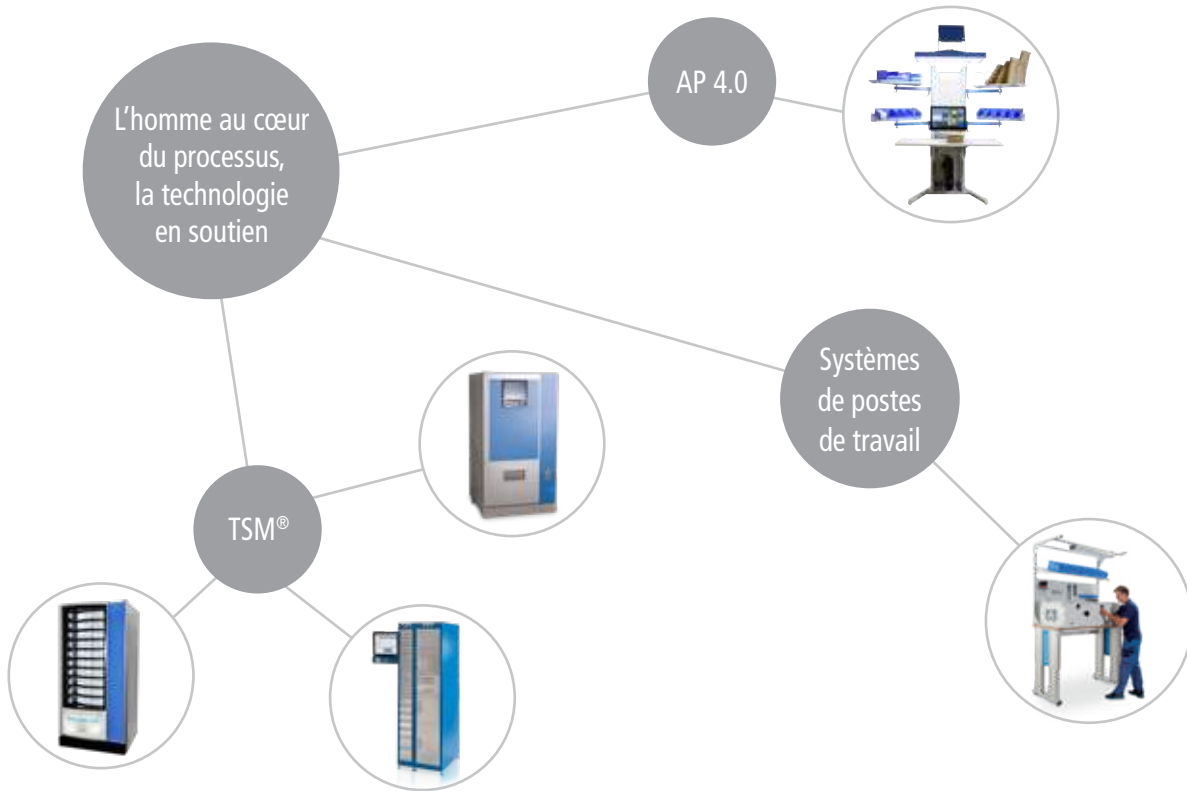 L’homme au cœur
du processus,
la technologie
en soutien
AP 4.0
Systèmes
de postes
de travail
TSM®